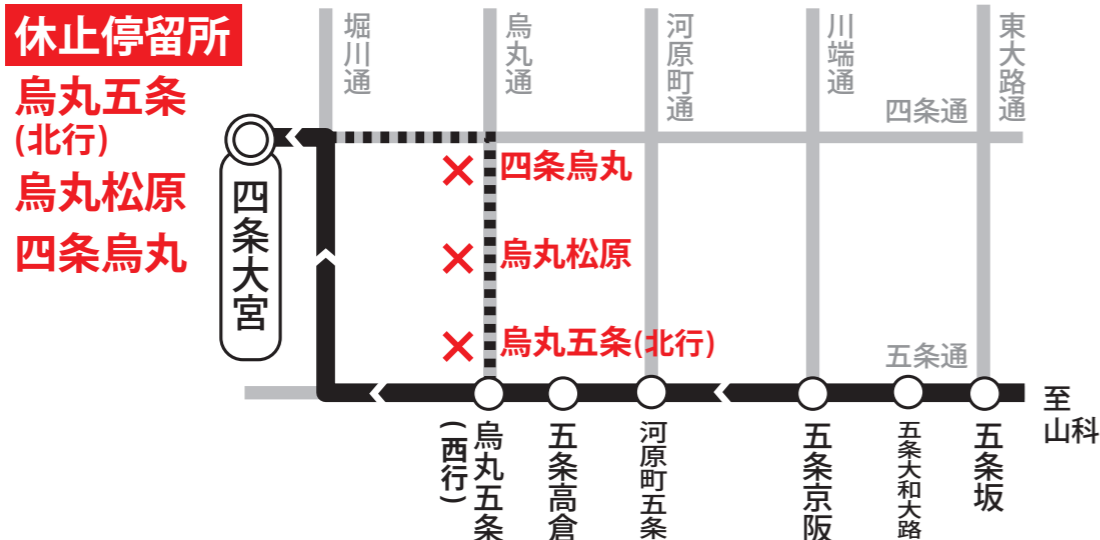 休止停留所
烏丸五条
(北行)
烏丸松原
四条烏丸
堀川通
烏丸通
河原町通
川端通
東大路通
四条通
四条大宮
四条烏丸
烏丸松原
烏丸五条(北行)
五条通
至
山科
烏丸五条
(西行)
五条高倉
河原町五条
五条京阪
五条大和大路
五条坂